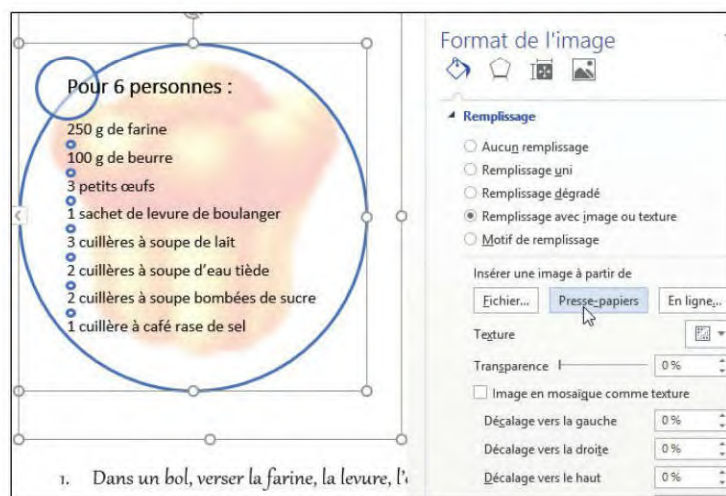 Pour 6 personnes :
250 g de farine
100 g de beurre
3 petits œufs
1 sachet de levure de boulanger
3 cuillères à soupe de lait
2 cuillères à soupe d'eau tiède
2 cuillères à soupe bombées de sucre
1 cuillère à café rase de sel
1. Dans un bol, verser la farine, la levure, l'
Format de l'image
Remplissage
Aucun remplissage
Remplissage uni
Remplissage dégradé
Remplissage avec image ou texture
Motif de remplissage
Insérer une image à partir de
Fichier... Presse-papiers En ligne...
Texture
Transparence 0 %
Image en mosaïque comme texture
Décalage vers la gauche 0 %
Décalage vers la droite 0 %
Décalage vers le haut 0 %